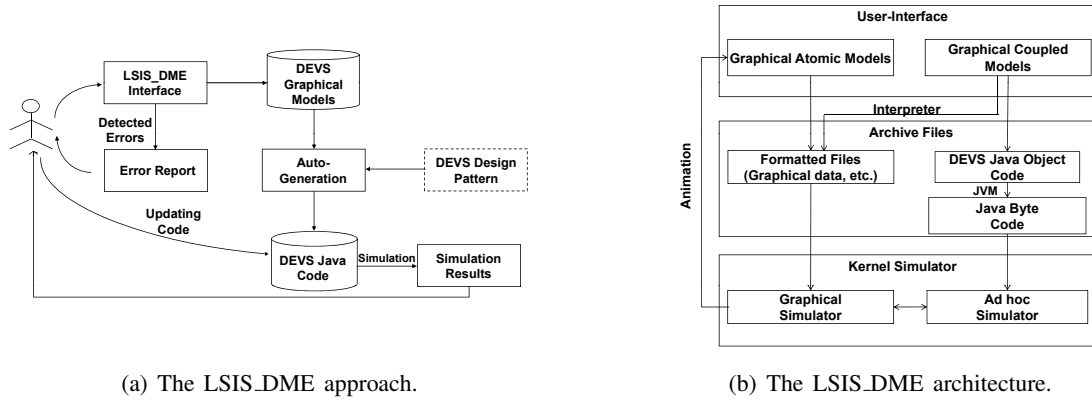 LSIS_DME
Interface
DEVS
Graphical
Models
Detected
Errors
Error Report
Auto-
Generation
DEVS Design
Pattern
Updating
Code
DEVS Java
Code
Simulation
Simulation
Results
(a) The LSIS_DME approach.
User-Interface
Graphical Atomic Models
Graphical Coupled
Models
Interpreter
Archive Files
Formatted Files
(Graphical data, etc.)
DEVS Java Object
Code
JVM
Java Byte
Code
Animation
Kernel Simulator
Graphical
Simulator
Ad hoc
Simulator
(b) The LSIS_DME architecture.